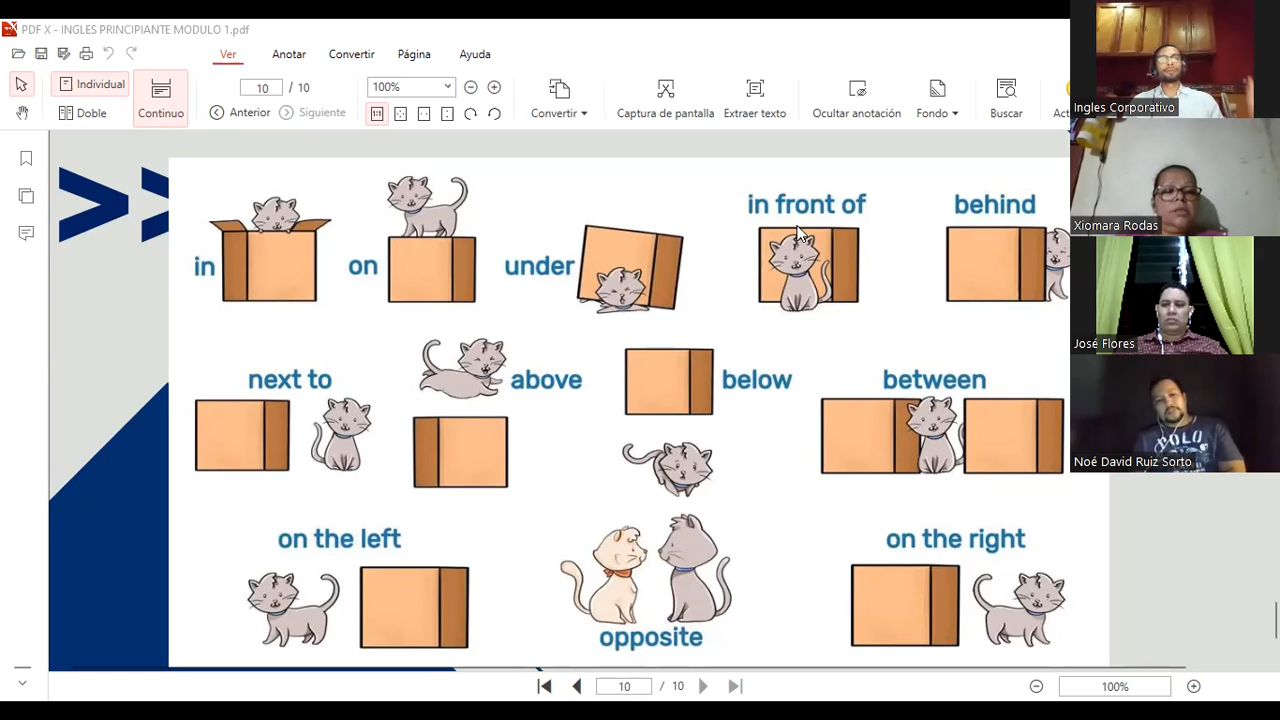 PDF X - INGLES PRINCIPIANTE MODULO 1.pdf
Ver Anotar Convertir Página Ayuda
Individual
Doble
Continuo
10 / 10
Anterior Siguiente
100%
Convertir
Captura de pantalla
Extraer texto
Ocultar anotación
Fondo
Buscar
Ingles Corporativo
Xiomara Rodas
José Flores
Noé David Ruiz Sorto
in
on
under
in front of
behind
next to
above
below
between
on the left
opposite
on the right
10 / 10
100%